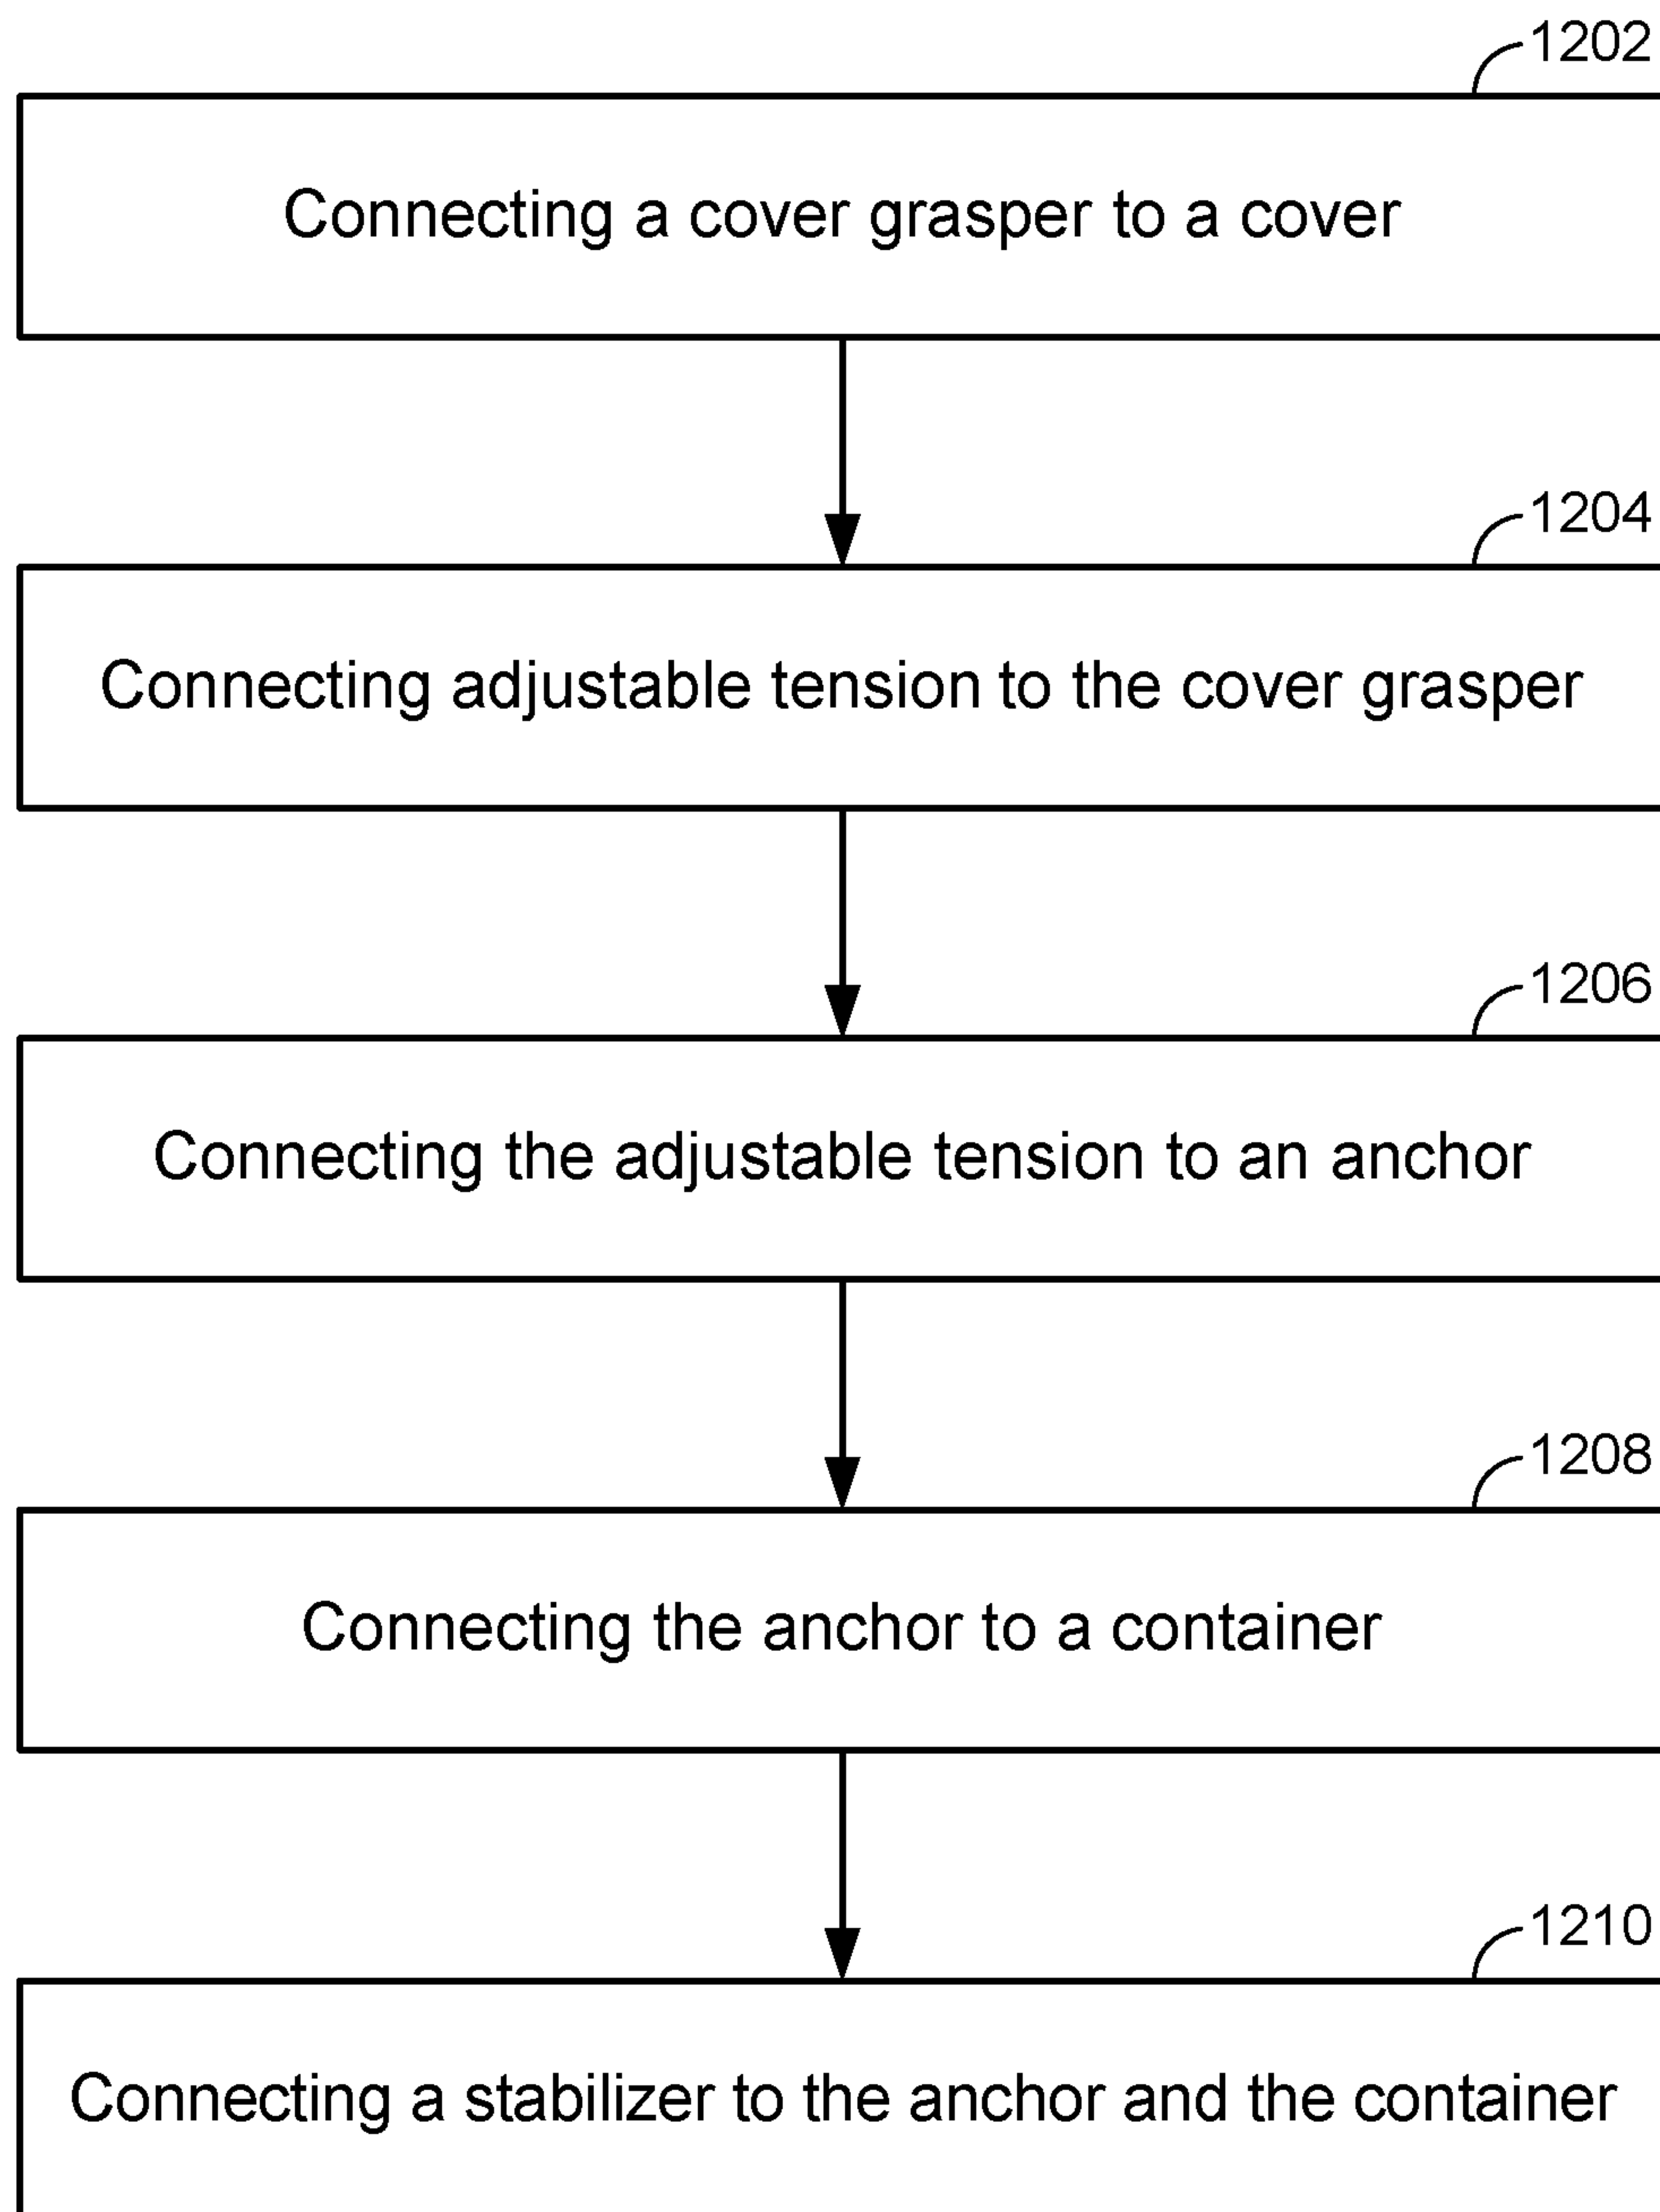 1202
Connecting a cover grasper to a cover
1204
Connecting adjustable tension to the cover grasper
1206
Connecting the adjustable tension to an anchor
1208
Connecting the anchor to a container
1210
Connecting a stabilizer to the anchor and the container